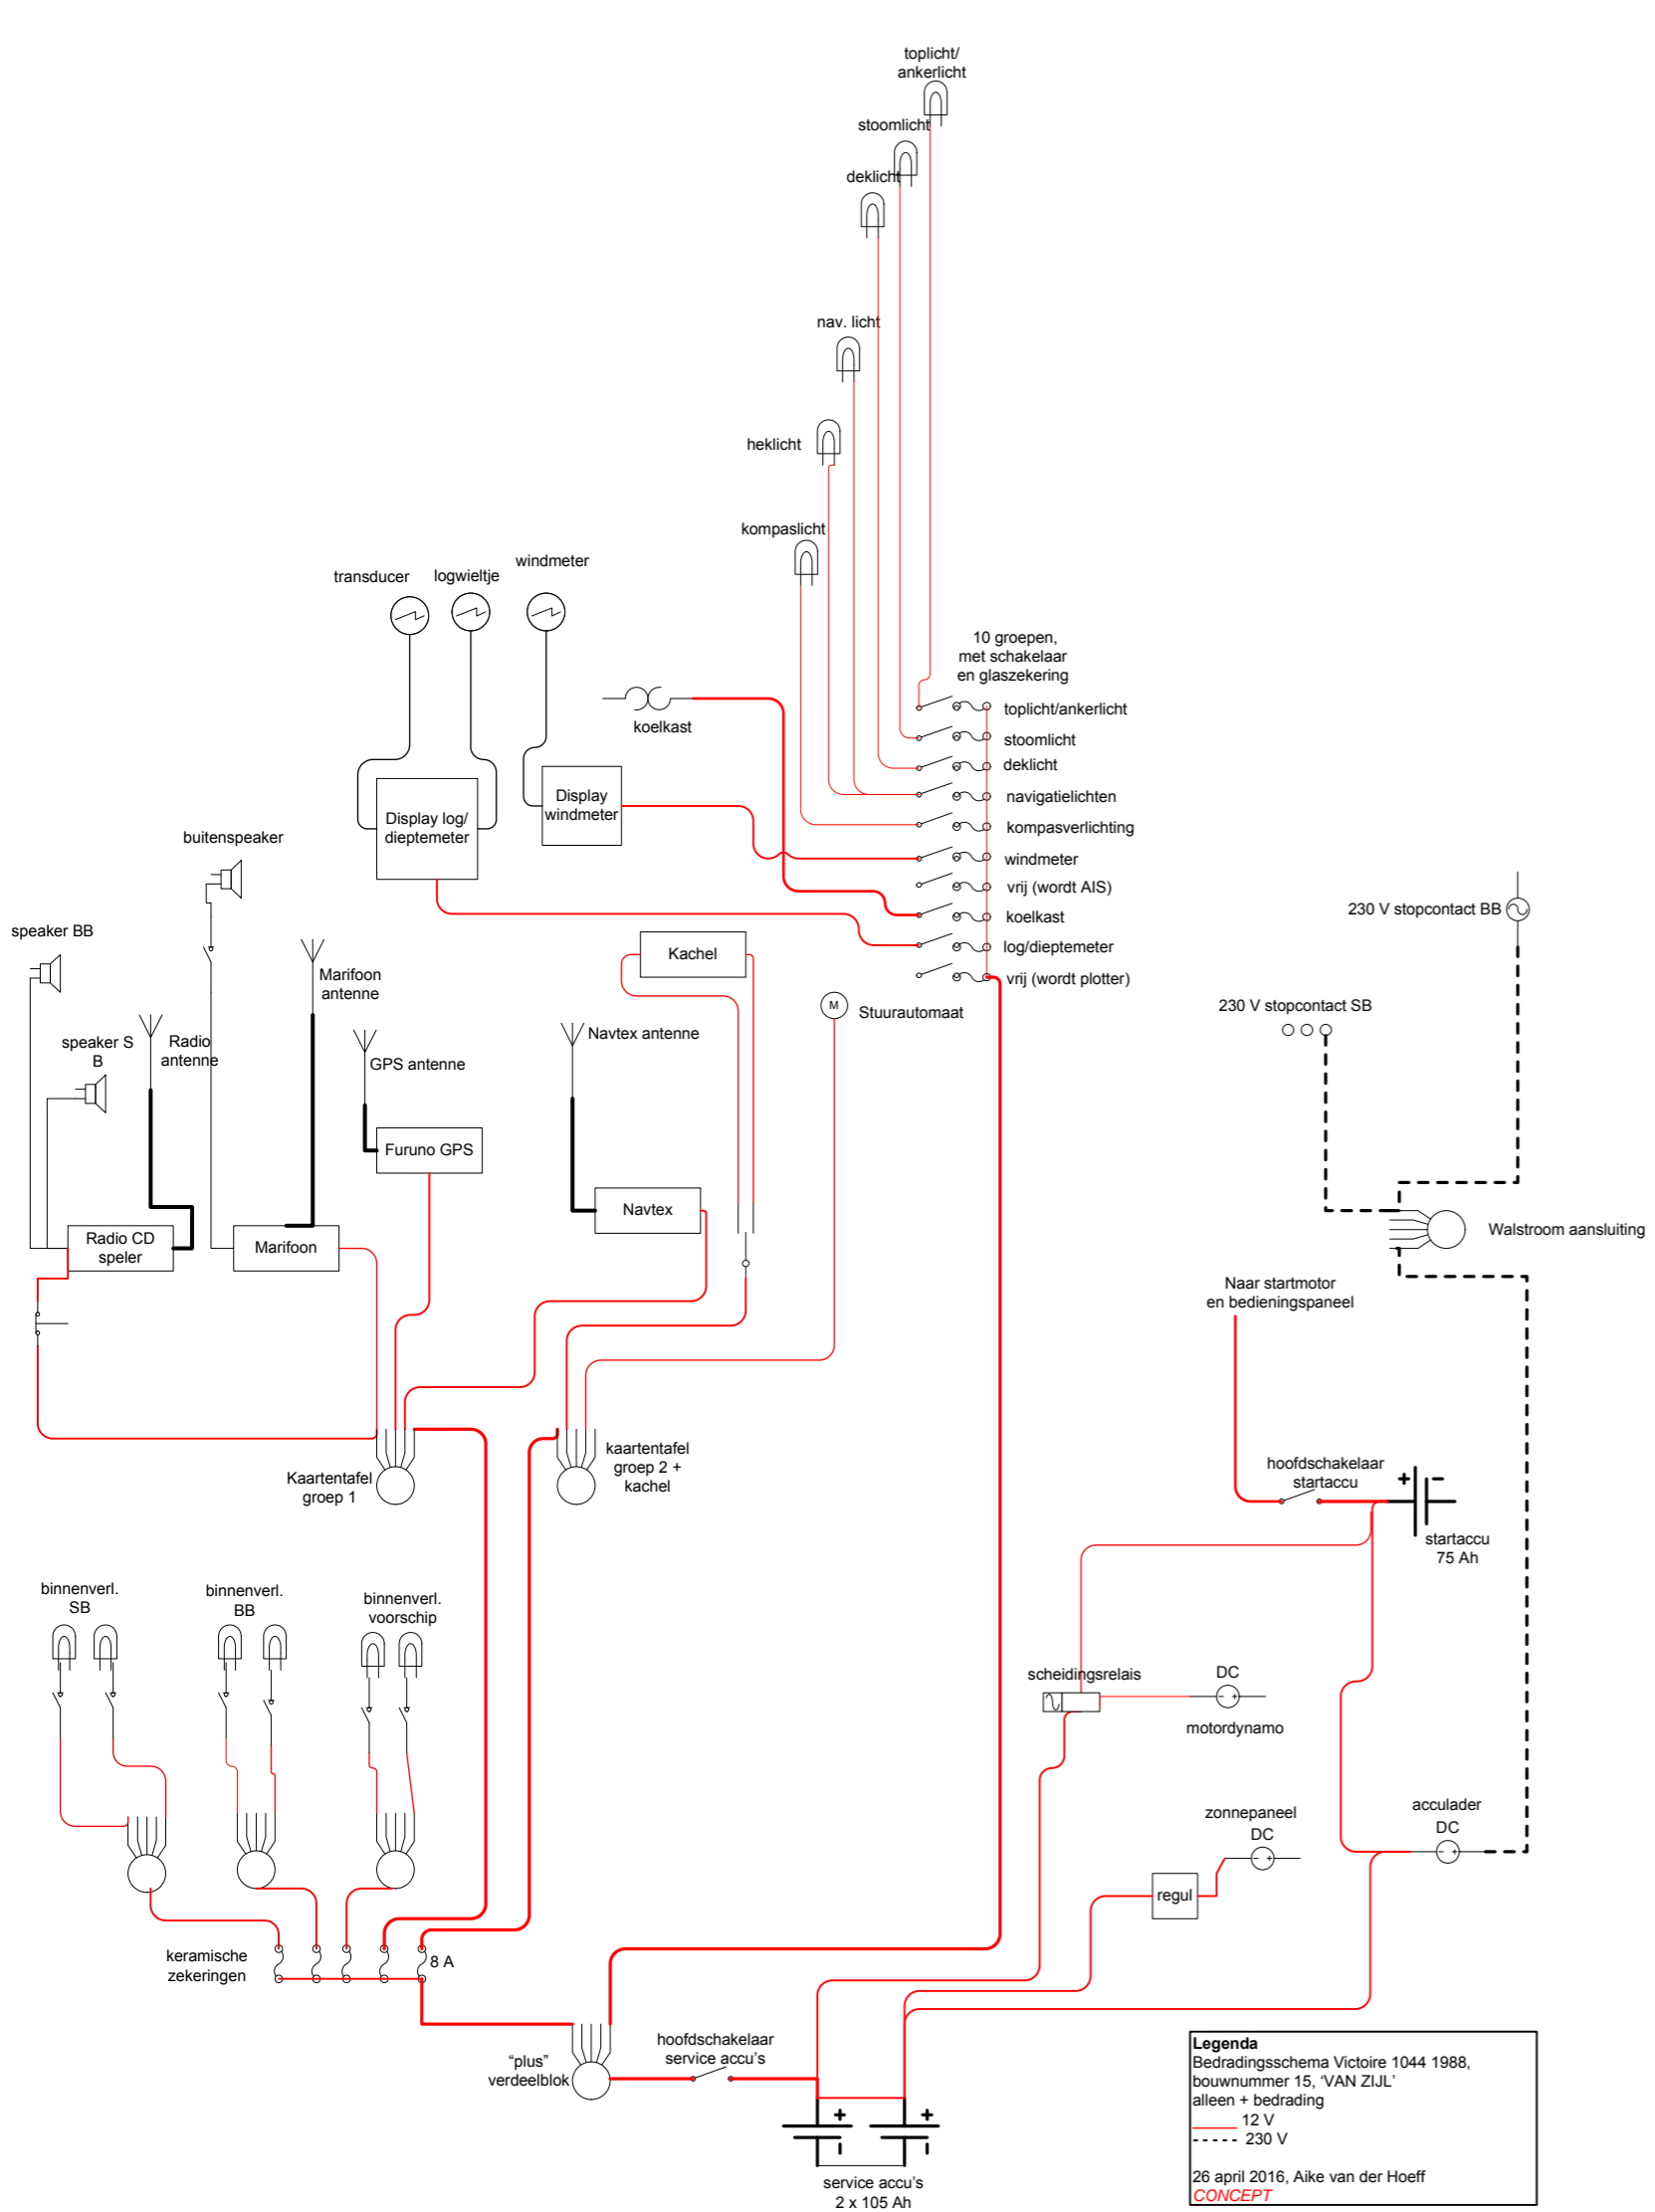 toplicht/
ankerlicht
stoomlicht
deklicht
nav. licht
heklicht
kompaslicht
transducer
logwieltje
windmeter
10 groepen,
met schakelaar
en glaszekering
koelkast
toplicht/ankerlicht
stoomlicht
deklicht
navigatielichten
kompasverlichting
windmeter
vrij (wordt AIS)
koelkast
log/dieptemeter
vrij (wordt plotter)
Display log/
dieptemeter
Display
windmeter
buitenspeaker
speaker BB
speaker S
B
Radio
antenne
Marifoon
antenne
GPS antenne
Navtex antenne
Kachel
M
Stuurautomaat
230 V stopcontact BB
230 V stopcontact SB
Furuno GPS
Navtex
Radio CD
speler
Marifoon
Walstroom aansluiting
Naar startmotor
en bedieningspaneel
Kaartentafel
groep 1
kaartentafel
groep 2 +
kachel
hoofdschakelaar
startaccu
+
-
startaccu
75 Ah
binnenverl.
SB
binnenverl.
BB
binnenverl.
voorschip
scheidingsrelais
DC
- +
motordynamo
zonnepaneel
DC
- +
regul
acculader
DC
- +
keramische
zekeringen
8 A
"plus"
verdeelblok
hoofdschakelaar
service accu's
+
-
+
-
service accu's
2 x 105 Ah
Legenda
Bedradingsschema Victoire 1044 1988,
bouwnummer 15, 'VAN ZIJL'
alleen + bedrading
12 V
230 V
26 april 2016, Aike van der Hoeff
CONCEPT